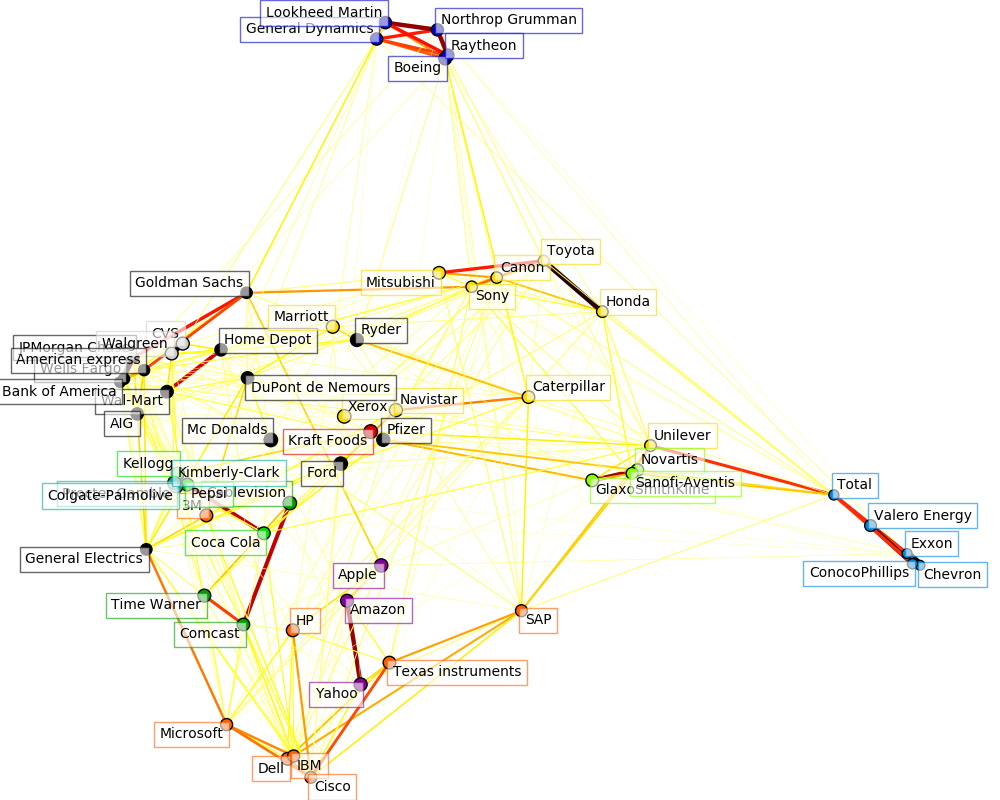 Lookheed Martin
Northrop Grumman
General Dynamics
Raytheon
Boeing
Toyota
Canon
Mitsubishi
Goldman Sachs
Sony
Honda
Marriott
CVS
Ryder
Home Depot
Walgreen
JPMorgan Chase
American express
Wells Fargo
Caterpillar
DuPont de Nemours
Bank of America
Wal-Mart
Navistar
Xerox
AIG
Mc Donalds
Pfizer
Kraft Foods
Unilever
Novartis
Kellogg
Kimberly-Clark
Ford
Sanofi-Aventis
GlaxoSmithKline
Total
Colgate-Palmolive
Pepsi
Cablevision
3M
Valero Energy
Coca Cola
Exxon
General Electrics
ConocoPhillips
Chevron
Apple
Time Warner
Amazon
HP
SAP
Comcast
Texas instruments
Yahoo
Microsoft
IBM
Dell
Cisco